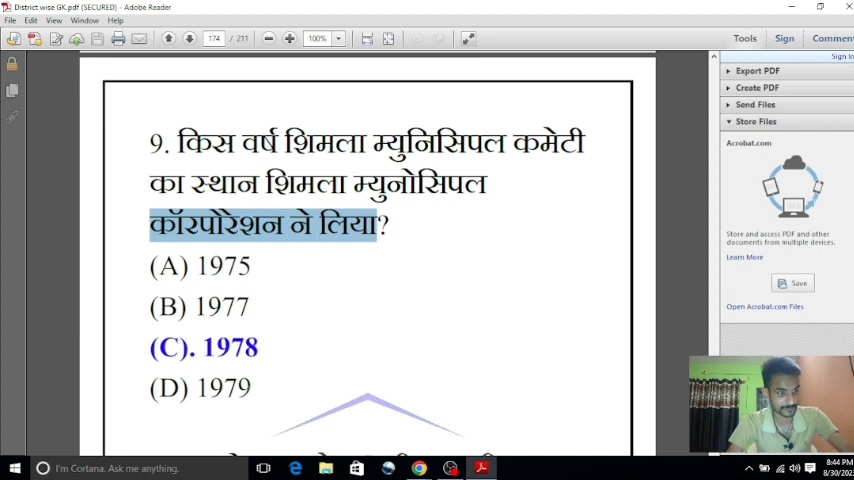 District wise GK.pdf (SECURED) - Adobe Reader
File Edit View Window Help
174 / 211 100% Tools Sign Comment
Sign In
Export PDF
Create PDF
Send Files
Store Files
Acrobat.com
Store and access PDF and other
documents from multiple devices.
Learn More
Save
Open Acrobat.com Files
9. किस वर्ष शिमला म्युनिसिपल कमेटी
का स्थान शिमला म्युनोसिपल
कॉरपोरेशन ने लिया?
(A) 1975
(B) 1977
(C). 1978
(D) 1979
I'm Cortana. Ask me anything.
8:44 PM